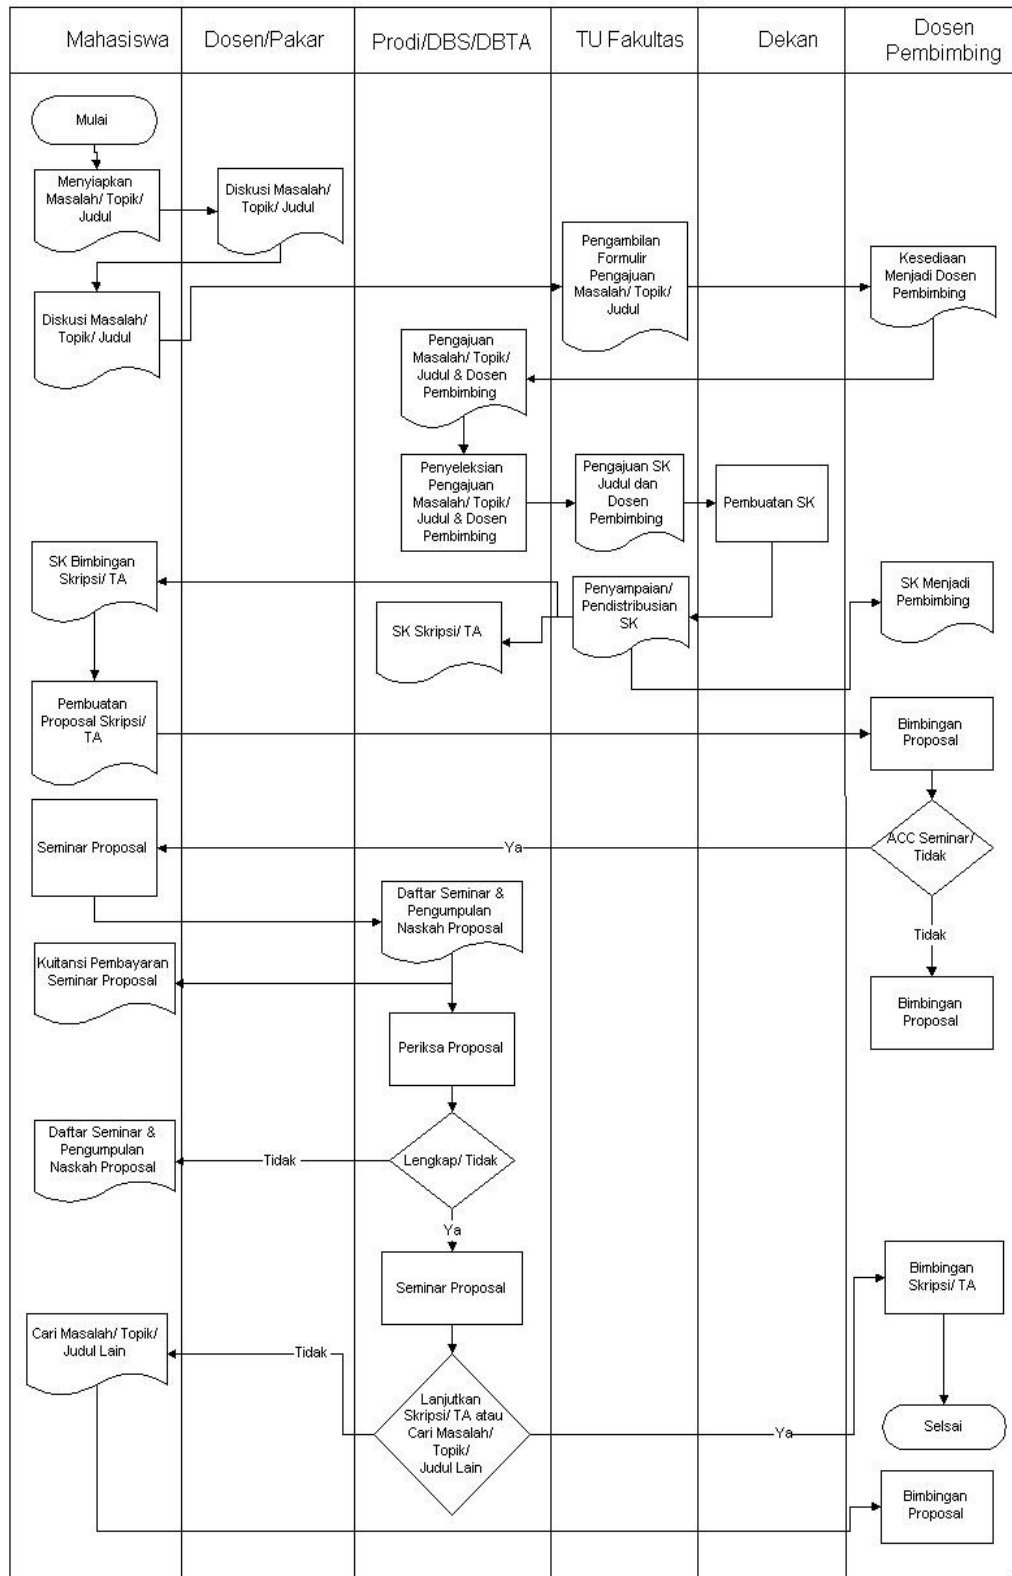 Mahasiswa
Dosen/Pakar
Prodi/DBS/DBTA
TU Fakultas
Dekan
Dosen
Pembimbing
Mulai
Menyiapkan
Masalah/ Topik/
Judul
Diskusi Masalah/
Topik/ Judul
Pengambilan
Formulir
Pengajuan
Masalah/ Topik/
Judul
Kesediaan
Menjadi Dosen
Pembimbing
Diskusi Masalah/
Topik/ Judul
Pengajuan
Masalah/ Topik/
Judul & Dosen
Pembimbing
Penyeleksian
Pengajuan
Masalah/ Topik/
Judul & Dosen
Pembimbing
Pengajuan SK
Judul dan
Dosen
Pembimbing
Pembuatan SK
SK Bimbingan
Skripsi/ TA
SK Skripsi/ TA
Penyampaian/
Pendistribusian
SK
SK Menjadi
Pembimbing
Pembuatan
Proposal Skripsi/
TA
Bimbingan
Proposal
Seminar Proposal
Ya
ACC Seminar/
Tidak
Daftar Seminar &
Pengumpulan
Naskah Proposal
Tidak
Kuitansi Pembayaran
Seminar Proposal
Bimbingan
Proposal
Periksa Proposal
Daftar Seminar &
Pengumpulan
Naskah Proposal
Tidak
Lengkap/ Tidak
Ya
Seminar Proposal
Bimbingan
Skripsi/ TA
Cari Masalah/ Topik/
Judul Lain
Tidak
Lanjutkan
Skripsi/ TA atau
Cari Masalah/
Topik/
Judul Lain
Ya
Selsai
Bimbingan
Proposal